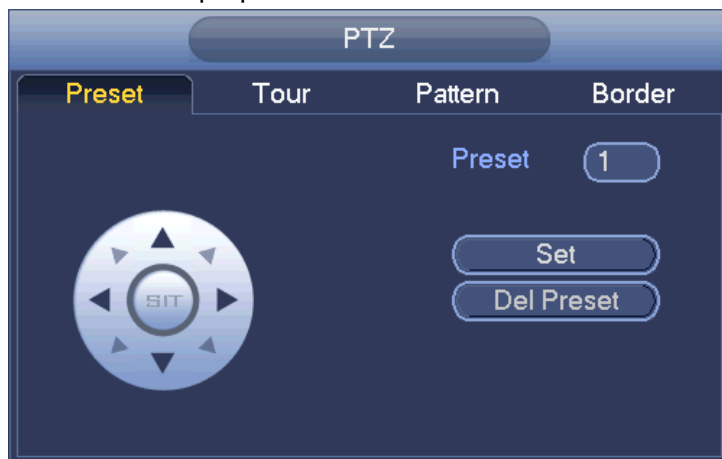 PTZ
Preset Tour Pattern Border
Preset 1
Set
SIT
Del Preset